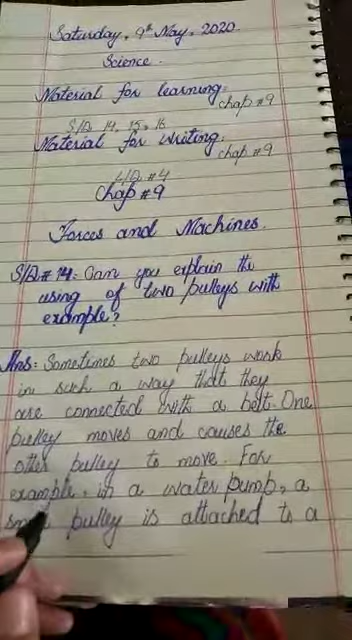 Saturday, 9th May, 2020.
Science.
Material for learning:
chap #9
S/Q 14, 15, 16
Material for writing.
chap #9
L/Q #4
Chap #9
Forces and Machines.
S/Q# 14: Can you explain the
using of two pulleys with
example?
Ans: Sometimes two pulleys work
in such a way that they
are connected with a belt. One
pulley moves and causes the
other pulley to move. For
example, in a water pump, a
small pulley is attached to a